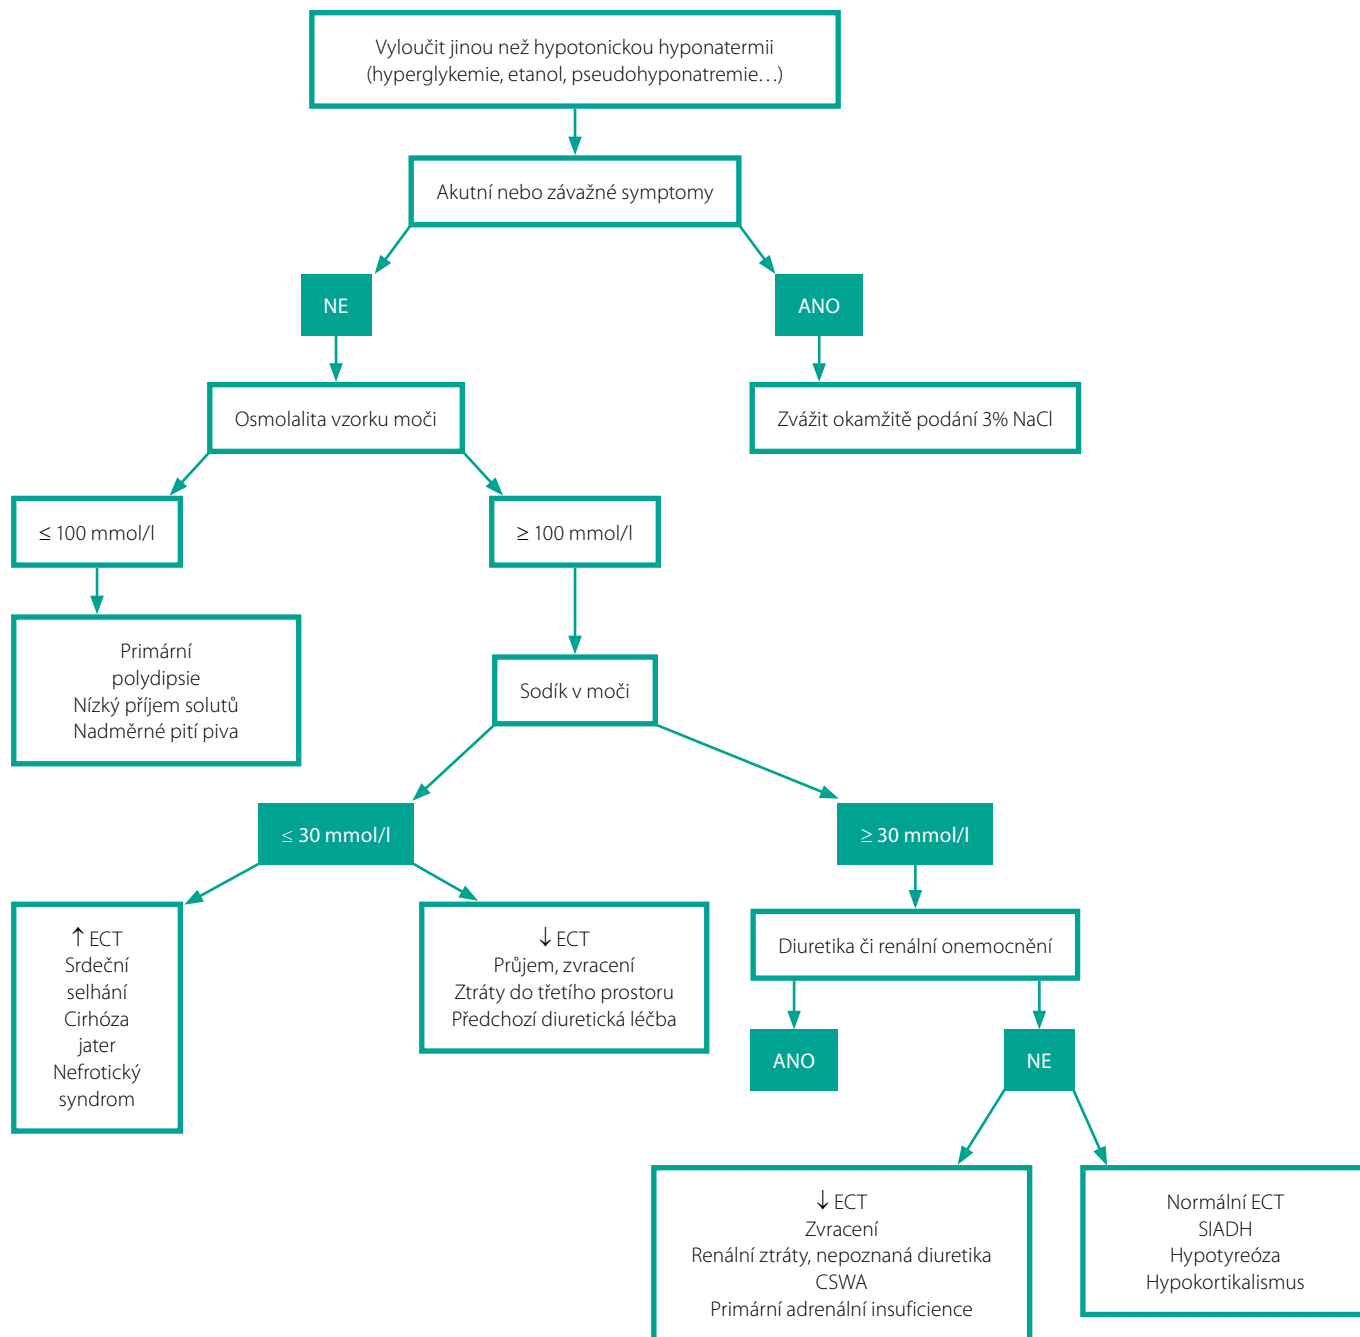 Vyloučit jinou než hypotonickou hyponatermii
(hyperglykemie, etanol, pseudohyponatremie…)
Akutní nebo závažné symptomy
NE
ANO
Osmolalita vzorku moči
Zvážit okamžitě podání 3% NaCl
≤ 100 mmol/l
≥ 100 mmol/l
Primární
polydipsie
Nízký příjem solutů
Nadměrné pití piva
Sodík v moči
≤ 30 mmol/l
≥ 30 mmol/l
↑ ECT
Srdeční
selhání
Cirhóza
jater
Nefrotický
syndrom
↓ ECT
Průjem, zvracení
Ztráty do třetího prostoru
Předchozí diuretická léčba
Diuretika či renální onemocnění
ANO
NE
↓ ECT
Zvracení
Renální ztráty, nepoznaná diuretika
CSWA
Primární adrenální insuficience
Normální ECT
SIADH
Hypotyreóza
Hypokortikalismus